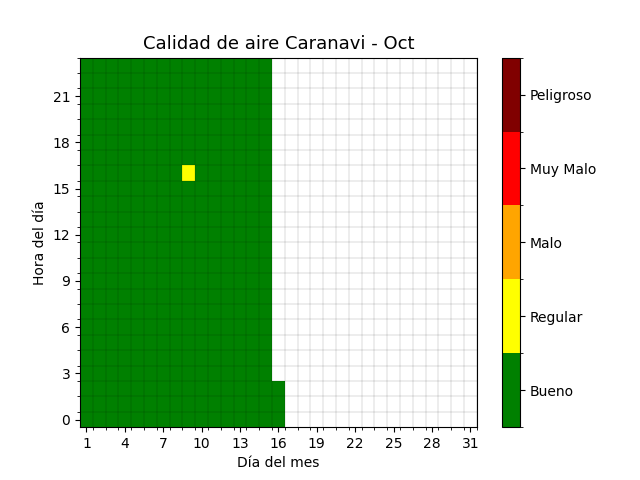 Calidad de aire Caranavi - Oct
Hora del día
21
18
15
12
9
6
3
0
1 4 7 10 13 16 19 22 25 28 31
Día del mes
Peligroso
Muy Malo
Malo
Regular
Bueno